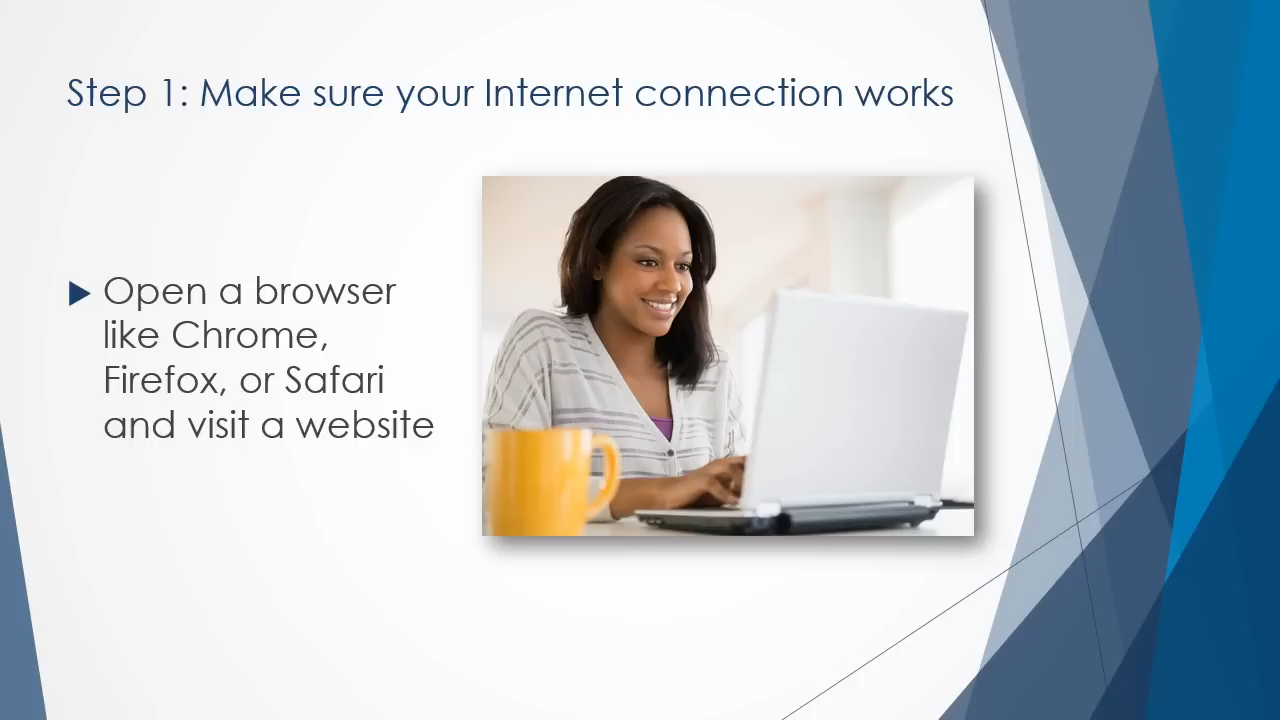 Step 1: Make sure your Internet connection works
Open a browser
like Chrome,
Firefox, or Safari
and visit a website